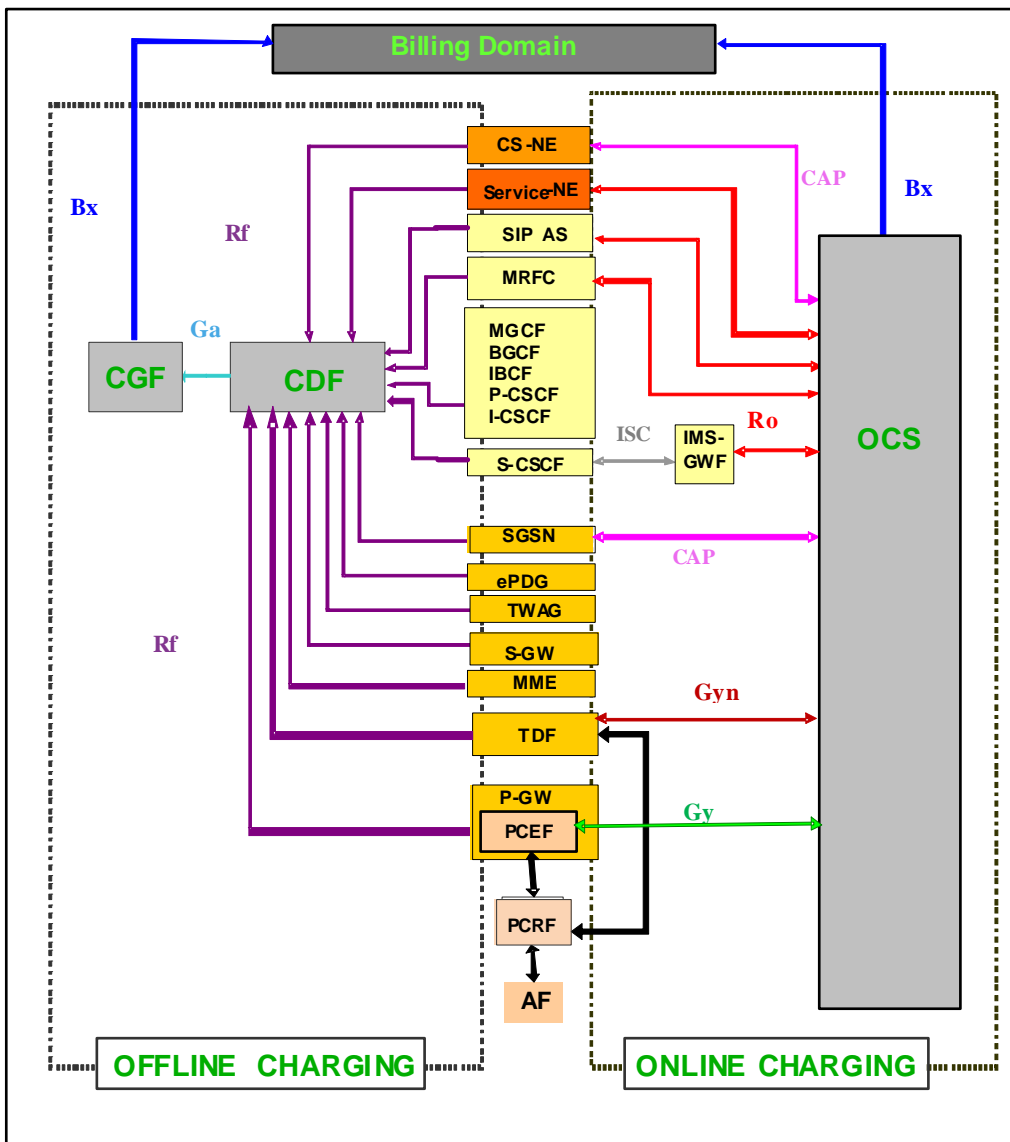 Billing Domain
CS-NE
CAP
Service-NE
Bx
Bx
Rf
SIP AS
MRFC
Ga
MGCF
BGCF
IBCF
P-CSCF
I-CSCF
CGF
CDF
OCS
ISC
IMS-
GWF
Ro
S-CSCF
SGSN
CAP
ePDG
TWAG
Rf
S-GW
MME
Gyn
TDF
P-GW
PCEF
Gy
PCRF
AF
OFFLINE CHARGING
ONLINE CHARGING